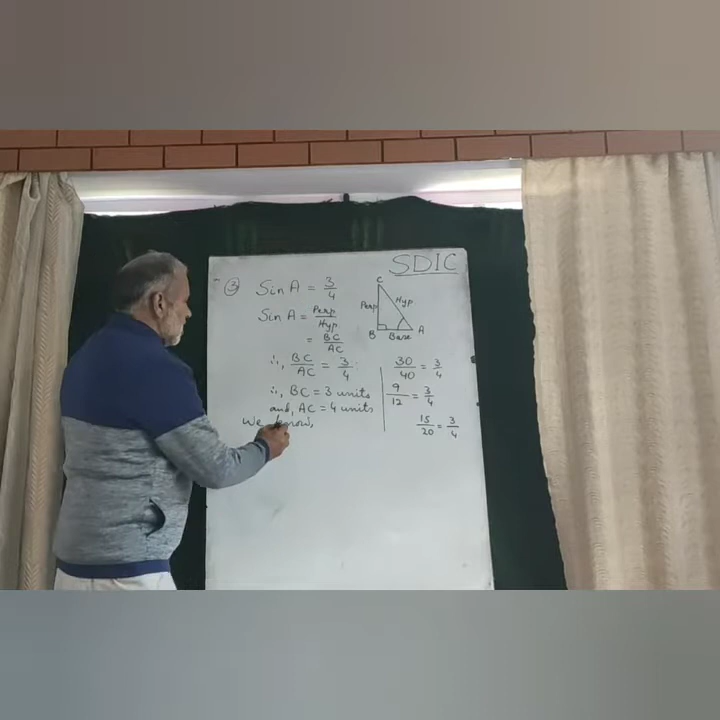 SDIC
③ Sin A = 3/4
Sin A = Perp/Hyp
= BC/AC
∴, BC/AC = 3/4
∴, BC = 3 units
and, AC = 4 units
We know,
C
Perp Hyp
B Base A
30/40 = 3/4
9/12 = 3/4
15/20 = 3/4